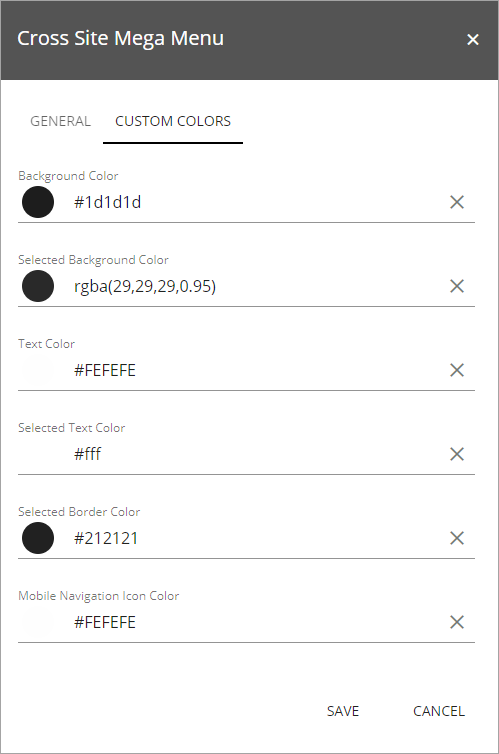 Cross Site Mega Menu
GENERAL CUSTOM COLORS
Background Color
#1d1d1d
Selected Background Color
rgba(29,29,29,0.95)
Text Color
#FEFEFE
Selected Text Color
#fff
Selected Border Color
#212121
Mobile Navigation Icon Color
#FEFEFE
SAVE CANCEL